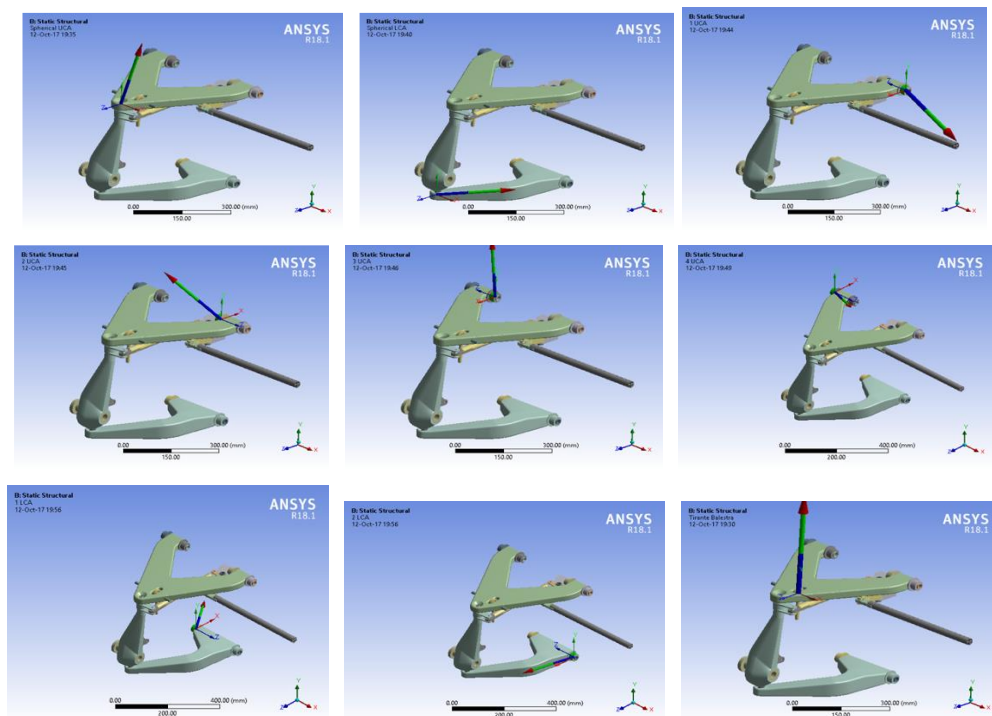 B: Static Structural
Spherical UCA
12-Oct-17 19:35
ANSYS
R18.1
0.00
300.00 (mm)
150.00
Y
Z
X
B: Static Structural
Spherical LCA
12-Oct-17 19:40
ANSYS
R18.1
0.00
300.00 (mm)
150.00
Y
Z
X
B: Static Structural
1 UCA
12-Oct-17 19:44
ANSYS
R18.1
0.00
300.00 (mm)
150.00
Y
Z
X
B: Static Structural
2 UCA
12-Oct-17 19:45
ANSYS
R18.1
0.00
300.00 (mm)
150.00
Y
Z
X
B: Static Structural
3 UCA
12-Oct-17 19:46
ANSYS
R18.1
0.00
300.00 (mm)
150.00
Y
Z
X
B: Static Structural
4 UCA
12-Oct-17 19:49
ANSYS
R18.1
0.00
400.00 (mm)
200.00
Y
Z
X
B: Static Structural
1 LCA
12-Oct-17 19:56
ANSYS
R18.1
0.00
400.00 (mm)
200.00
Y
Z
X
B: Static Structural
2 LCA
12-Oct-17 19:56
ANSYS
R18.1
0.00
400.00 (mm)
200.00
Y
Z
X
B: Static Structural
Tirante Balestra
12-Oct-17 19:30
ANSYS
R18.1
0.00
300.00 (mm)
150.00
Y
Z
X